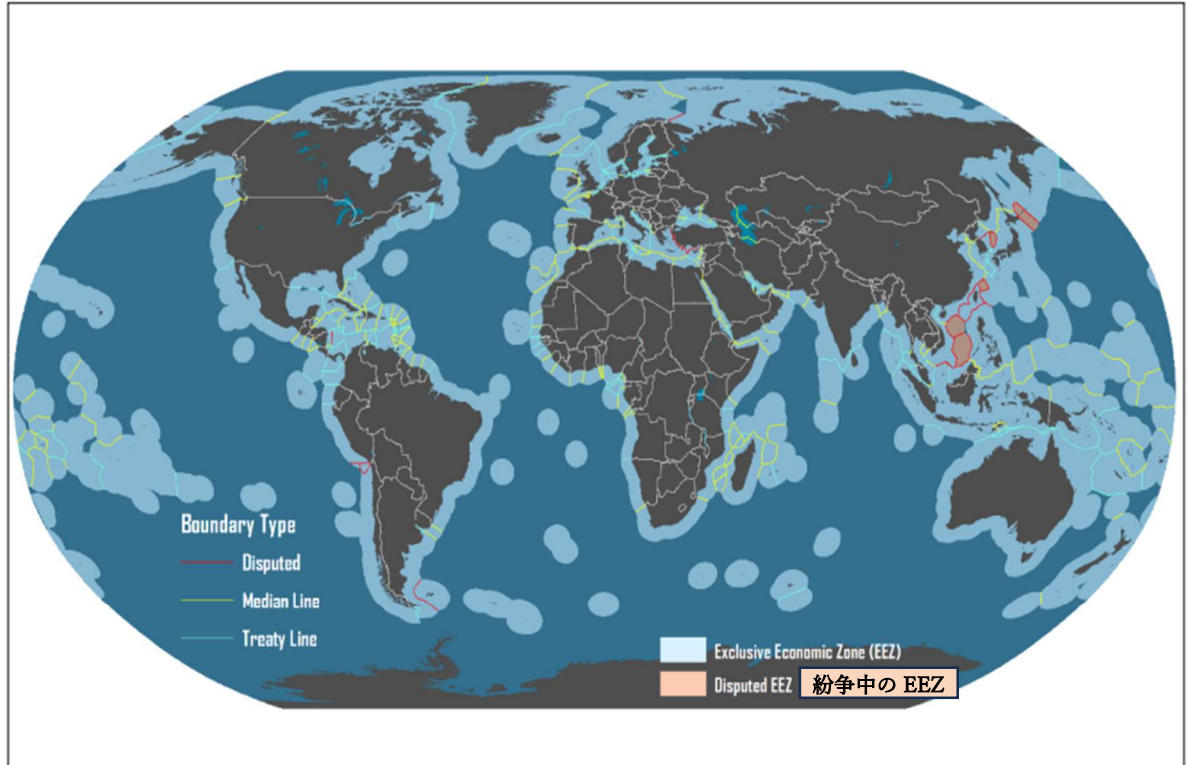 Boundary Type
Disputed
Median Line
Treaty Line
Exclusive Economic Zone (EEZ)
Disputed EEZ 紛争中の EEZ